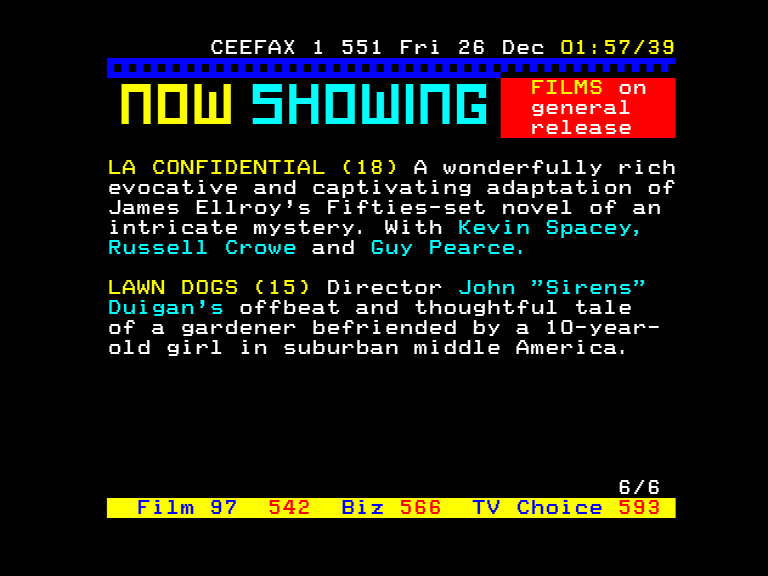 CEEFAX 1 551 Fri 26 Dec 01:57/39
NOW SHOWING
FILMS on
general
release
LA CONFIDENTIAL (18) A wonderfully rich
evocative and captivating adaptation of
James Ellroy's Fifties-set novel of an
intricate mystery. With Kevin Spacey,
Russell Crowe and Guy Pearce.
LAWN DOGS (15) Director John "Sirens"
Duigan's offbeat and thoughtful tale
of a gardener befriended by a 10-year-
old girl in suburban middle America.
6/6
Film 97 542 Biz 566 TV Choice 593